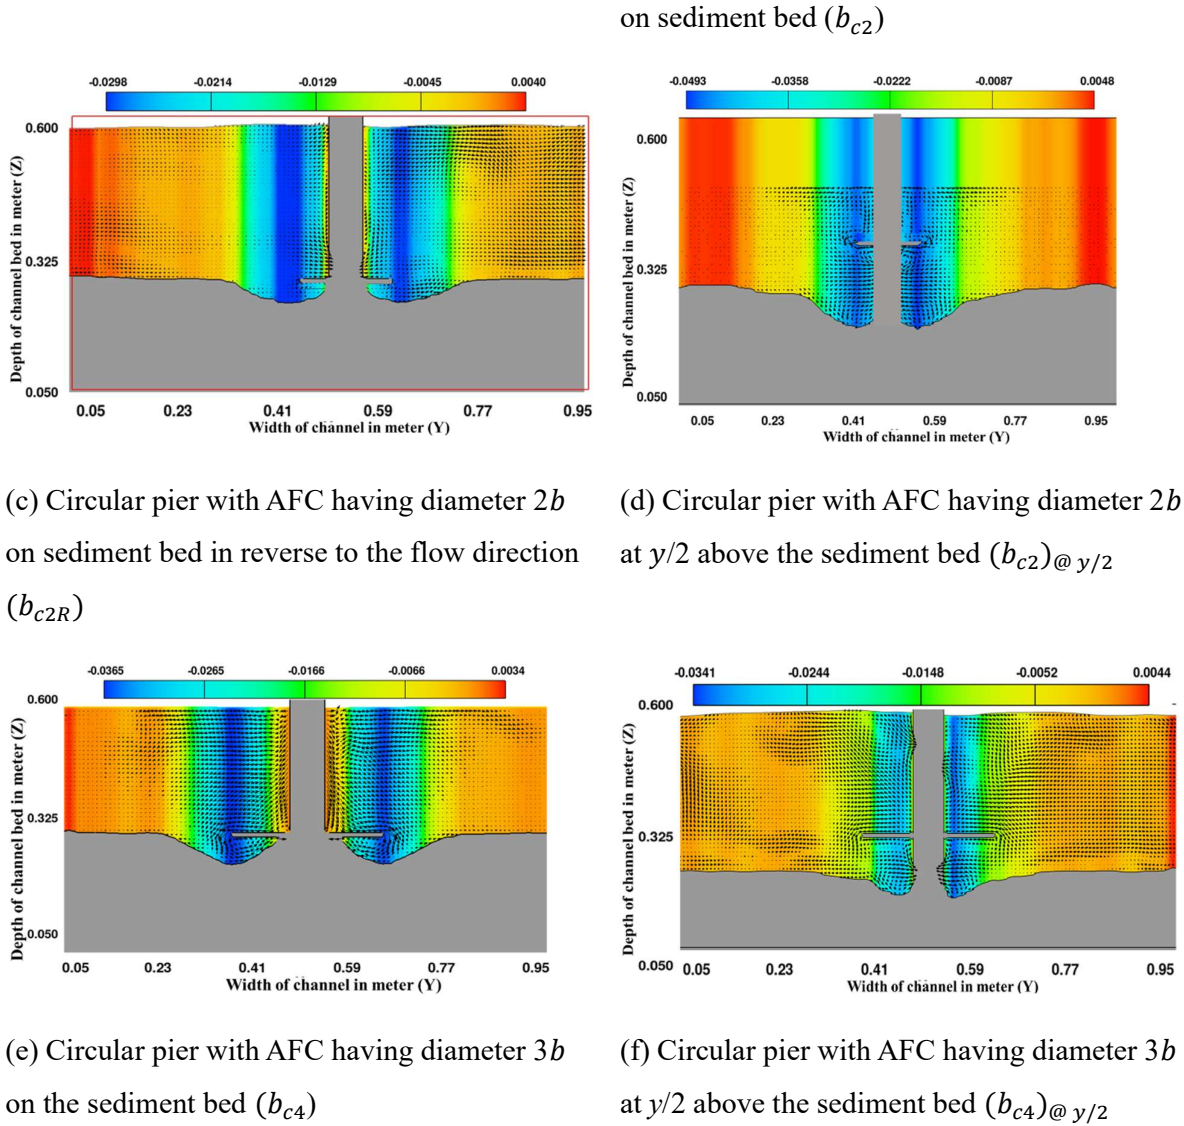 on sediment bed (b_{c2})
-0.0298 -0.0214 -0.0129 -0.0045 0.0040
0.600
0.325
0.050
Depth of channel bed in meter (Z)
0.05 0.23 0.41 0.59 0.77 0.95
Width of channel in meter (Y)
-0.0493 -0.0358 -0.0222 -0.0087 0.0048
0.600
0.325
0.050
Depth of channel bed in meter (Z)
0.05 0.23 0.41 0.59 0.77 0.95
Width of channel in meter (Y)
(c) Circular pier with AFC having diameter 2b
on sediment bed in reverse to the flow direction
(b_{c2R})
(d) Circular pier with AFC having diameter 2b
at y/2 above the sediment bed (b_{c2})_{@ y/2}
-0.0365 -0.0265 -0.0166 -0.0066 0.0034
0.600
0.325
0.050
Depth of channel bed in meter (Z)
0.05 0.23 0.41 0.59 0.77 0.95
Width of channel in meter (Y)
-0.0341 -0.0244 -0.0148 -0.0052 0.0044
0.600
0.325
0.050
Depth of channel bed in meter (Z)
0.05 0.23 0.41 0.59 0.77 0.95
Width of channel in meter (Y)
(e) Circular pier with AFC having diameter 3b
on the sediment bed (b_{c4})
(f) Circular pier with AFC having diameter 3b
at y/2 above the sediment bed (b_{c4})_{@ y/2}